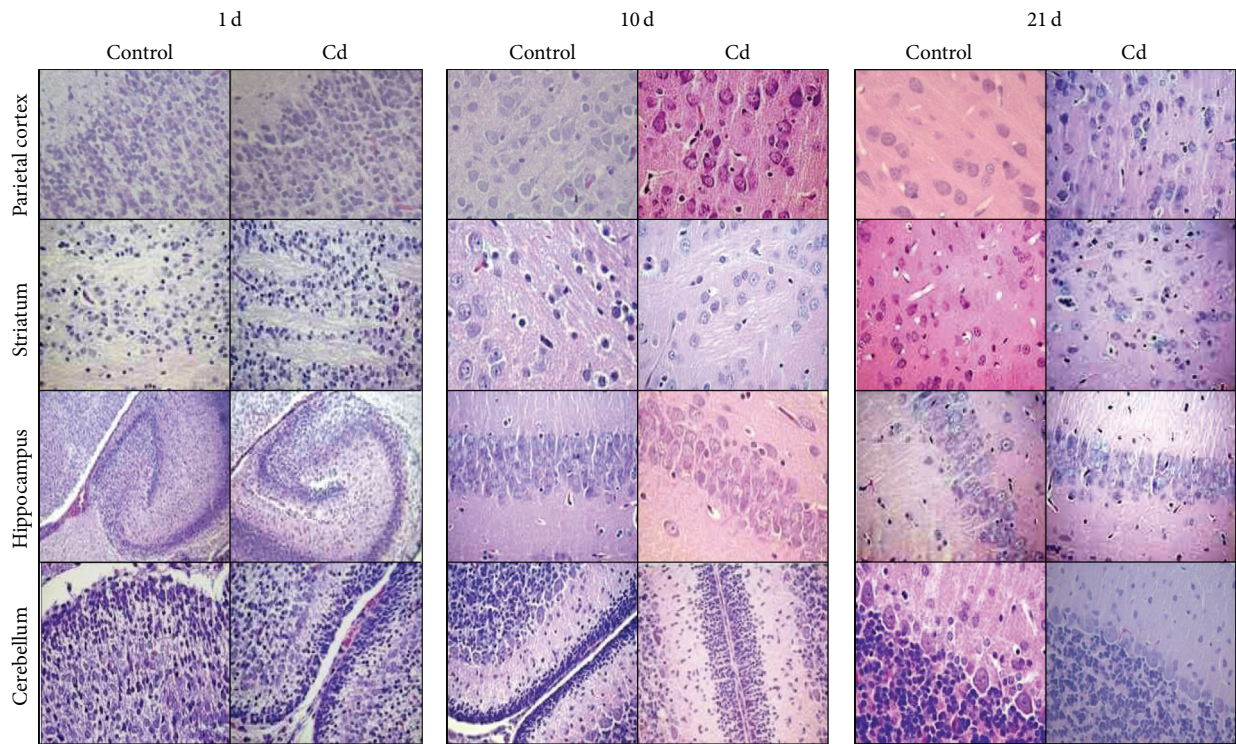 1 d
10 d
21 d
Control
Cd
Control
Cd
Control
Cd
Parietal cortex
Striatum
Hippocampus
Cerebellum